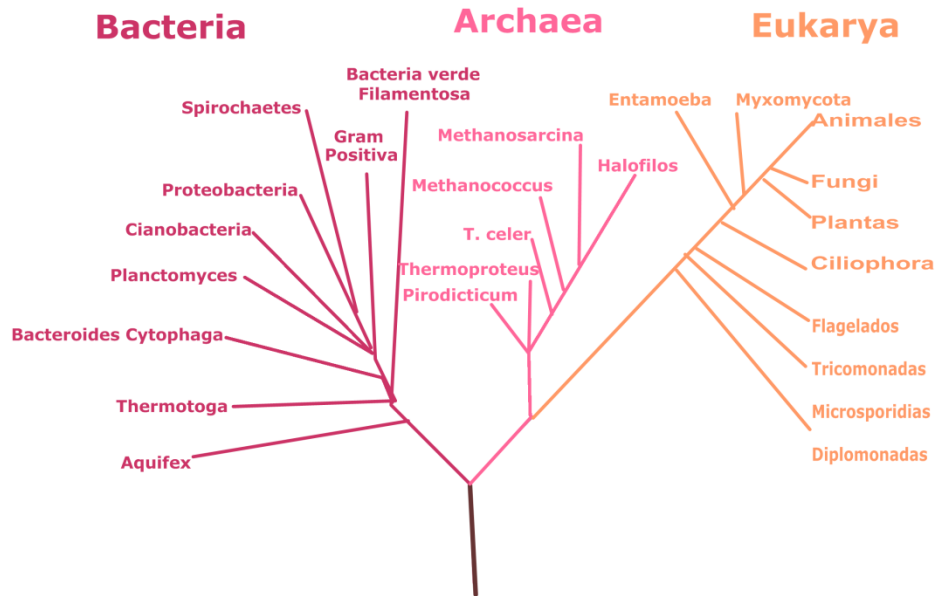 Bacteria
Archaea
Eukarya
Bacteria verde
Filamentosa
Spirochaetes
Gram
Positiva
Proteobacteria
Cianobacteria
Planctomyces
Bacteroides Cytophaga
Thermotoga
Aquifex
Methanosarcina
Halofilos
Methanococcus
T. celer
Thermoproteus
Pirodicticum
Entamoeba
Myxomycota
Animales
Fungi
Plantas
Ciliophora
Flagelados
Tricomonadas
Microsporidias
Diplomonadas